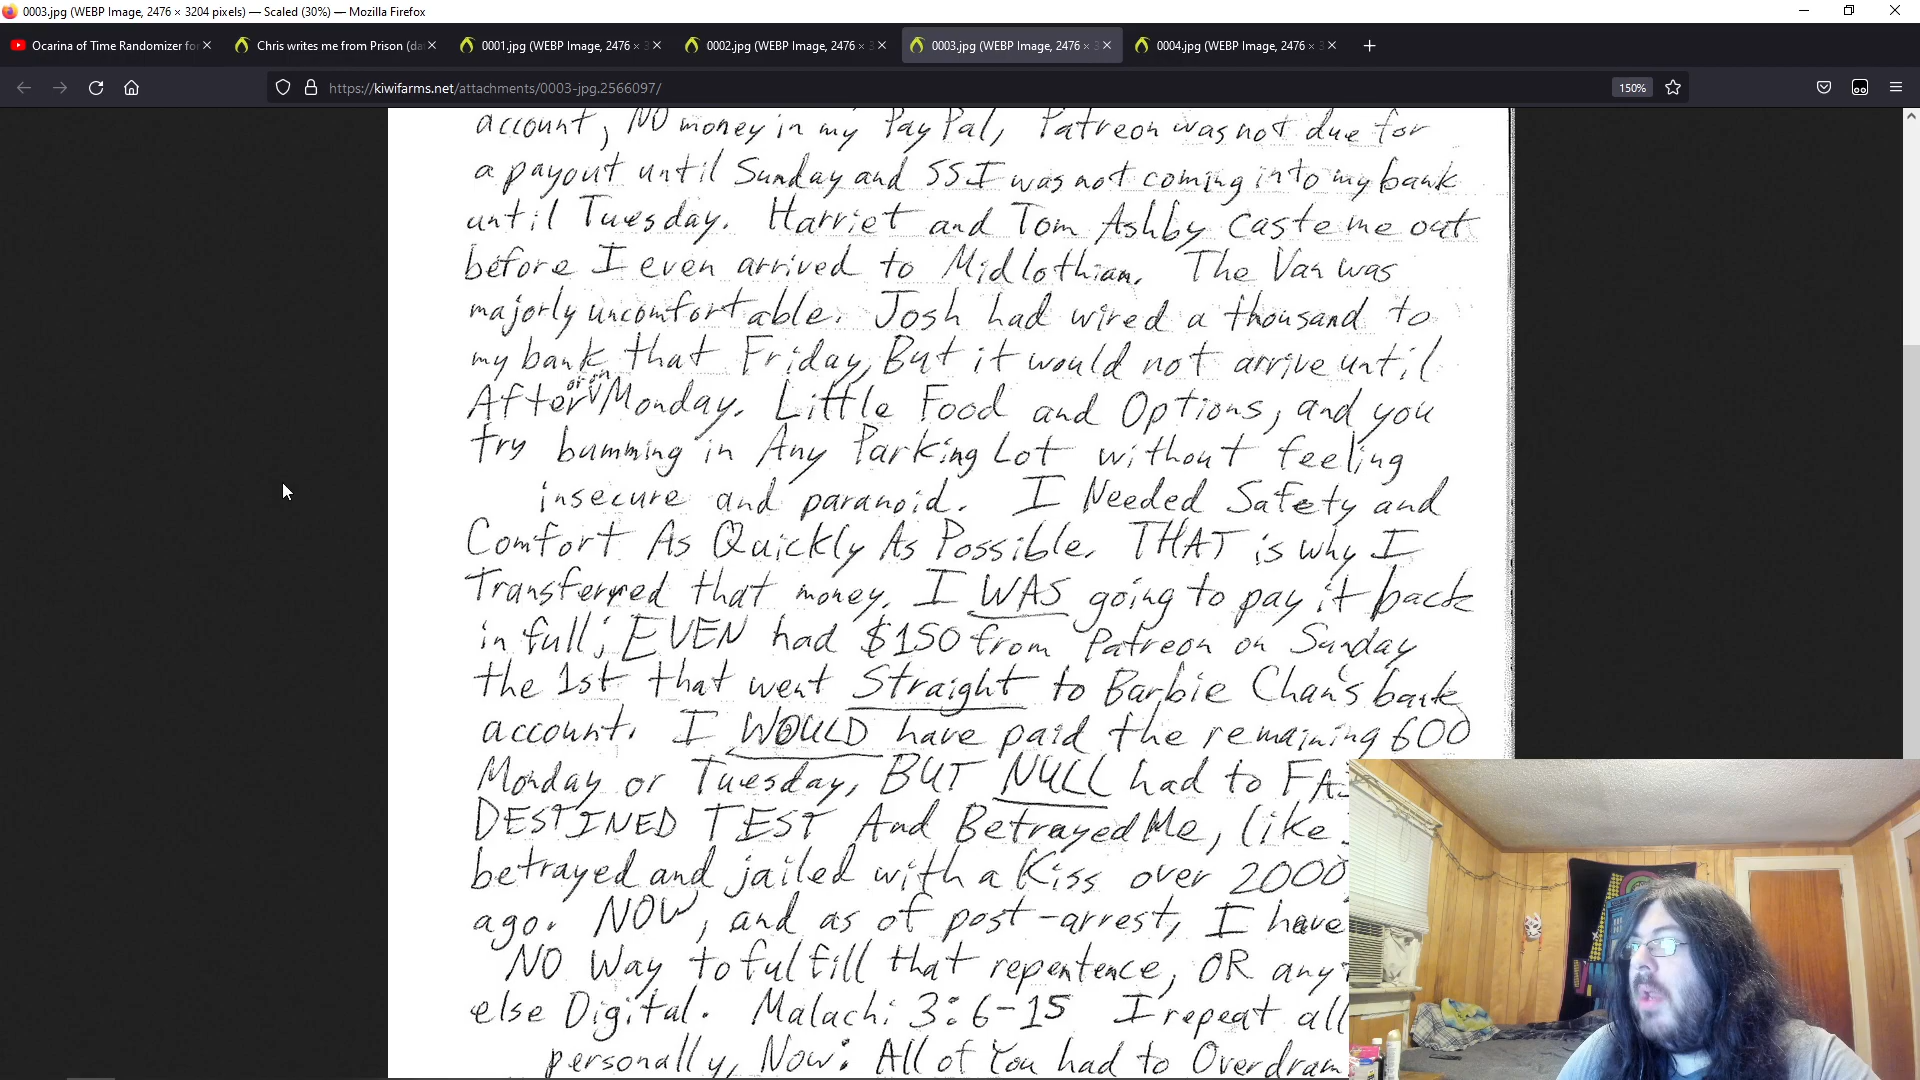 0003.jpg (WEBP Image, 2476 × 3204 pixels) — Scaled (30%) — Mozilla Firefox
Ocarina of Time Randomizer fo
Chris writes me from Prison (da
0001.jpg (WEBP Image, 2476 × 3
0002.jpg (WEBP Image, 2476 × 3
0003.jpg (WEBP Image, 2476 × 3
0004.jpg (WEBP Image, 2476 × 3
https://kiwifarms.net/attachments/0003-jpg.2566097/
150%
account, NO money in my PayPal, Patreon was not due for
a payout until Sunday and SSI was not coming into my bank
until Tuesday. Harriet and Tom Ashby caste me out
before I even arrived to Midlothian. The Van was
majorly uncomfortable. Josh had wired a thousand to
my bank that Friday, But it would not arrive until
or on
After Monday. Little Food and Options, and you
try bumming in Any Parking Lot without feeling
insecure and paranoid. I Needed Safety and
Comfort As Quickly As Possible. THAT is why I
Transferred that money. I WAS going to pay it back
in full; EVEN had $150 from Patreon on Sunday
the 1st that went Straight to Barbie Chan's bank
account. I WOULD have paid the remaining 600
Monday or Tuesday, BUT NULL had to FA
DESTINED TEST And Betrayed Me, like
betrayed and jailed with a Kiss over 2000
ago. NOW, and as of post-arrest, I have
NO Way to fulfill that repentence, OR any
else Digital. Malachi 3:6-15 I repeat all
personally, Now: All of You had to Overdram